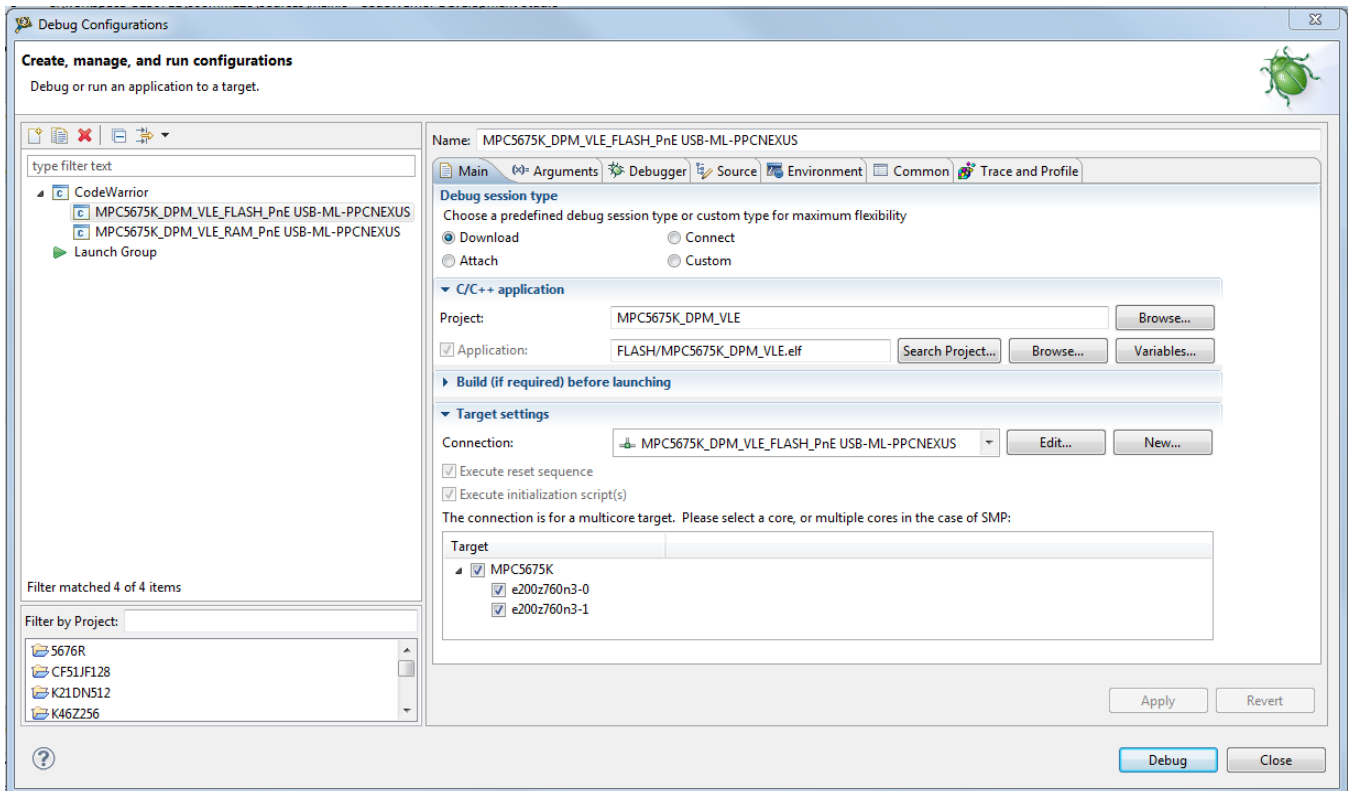 Debug Configurations
Create, manage, and run configurations
Debug or run an application to a target.
type filter text
CodeWarrior
MPC5675K_DPM_VLE_FLASH_PnE USB-ML-PPCNEXUS
MPC5675K_DPM_VLE_RAM_PnE USB-ML-PPCNEXUS
Launch Group
Filter matched 4 of 4 items
Filter by Project:
5676R
CF51JF128
K21DN512
K46Z256
Name: MPC5675K_DPM_VLE_FLASH_PnE USB-ML-PPCNEXUS
Main (x)= Arguments Debugger Source Environment Common Trace and Profile
Debug session type
Choose a predefined debug session type or custom type for maximum flexibility
Download Connect
Attach Custom
C/C++ application
Project: MPC5675K_DPM_VLE Browse...
Application: FLASH/MPC5675K_DPM_VLE.elf Search Project... Browse... Variables...
Build (if required) before launching
Target settings
Connection: MPC5675K_DPM_VLE_FLASH_PnE USB-ML-PPCNEXUS Edit... New...
Execute reset sequence
Execute initialization script(s)
The connection is for a multicore target. Please select a core, or multiple cores in the case of SMP:
Target
MPC5675K
e200z760n3-0
e200z760n3-1
Apply Revert
Debug Close